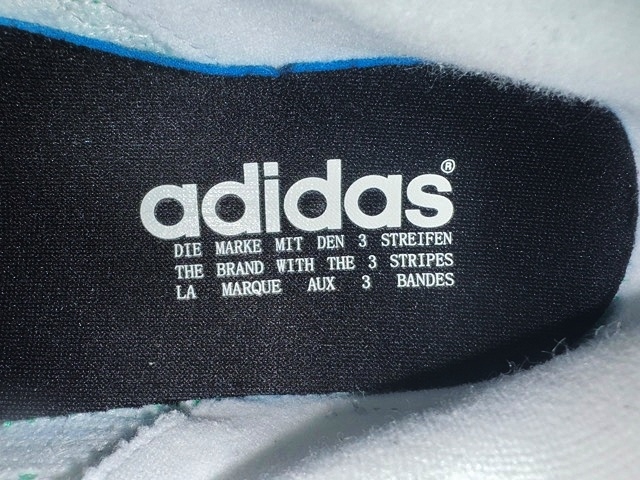 adidas®
DIE MARKE MIT DEN 3 STREIFEN
THE BRAND WITH THE 3 STRIPES
LA MARQUE AUX 3 BANDES